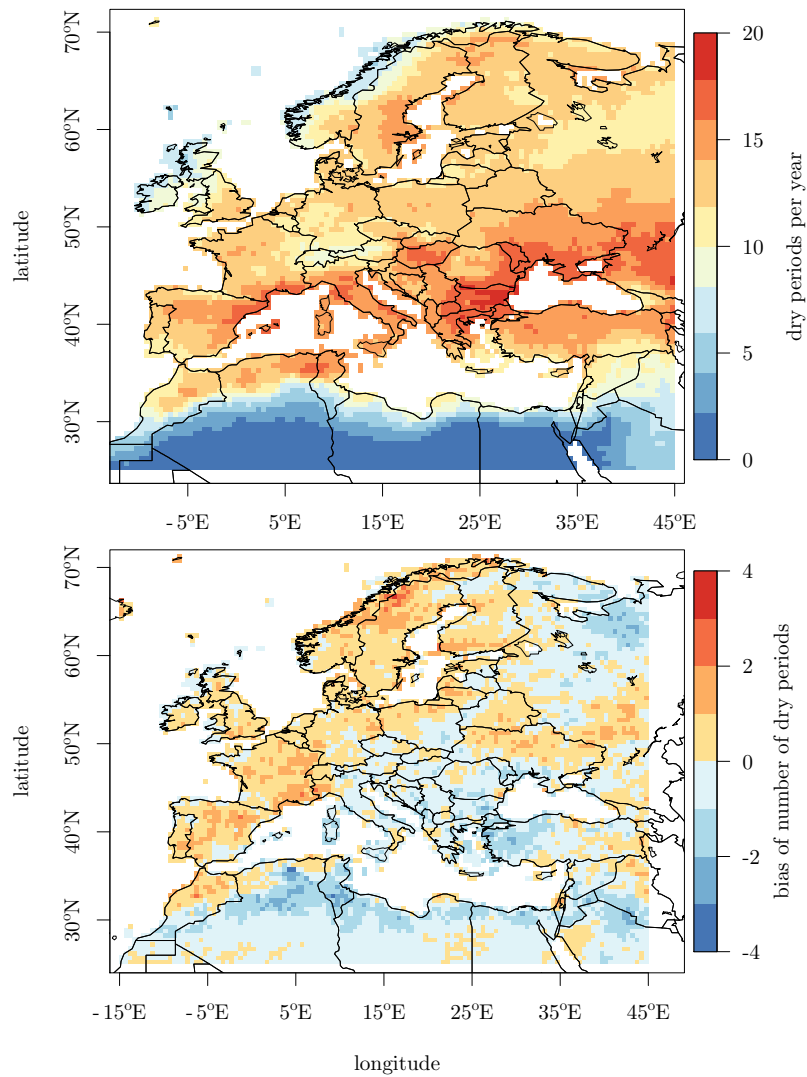 70°N
60°N
50°N
40°N
30°N
latitude
- 5°E
5°E
15°E
25°E
35°E
45°E
20
15
10
5
0
dry periods per year
70°N
60°N
50°N
40°N
30°N
latitude
- 15°E
- 5°E
5°E
15°E
25°E
35°E
45°E
4
2
0
-2
-4
bias of number of dry periods
longitude